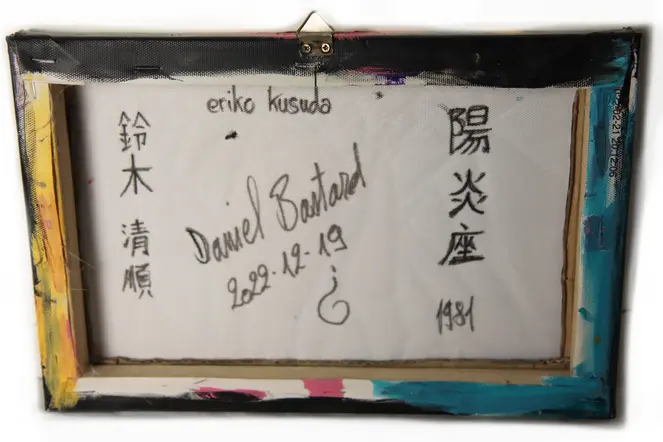 eriko kusuda
鈴木 清順
Daniel Bastard
2022-12-19
陽炎座
1981